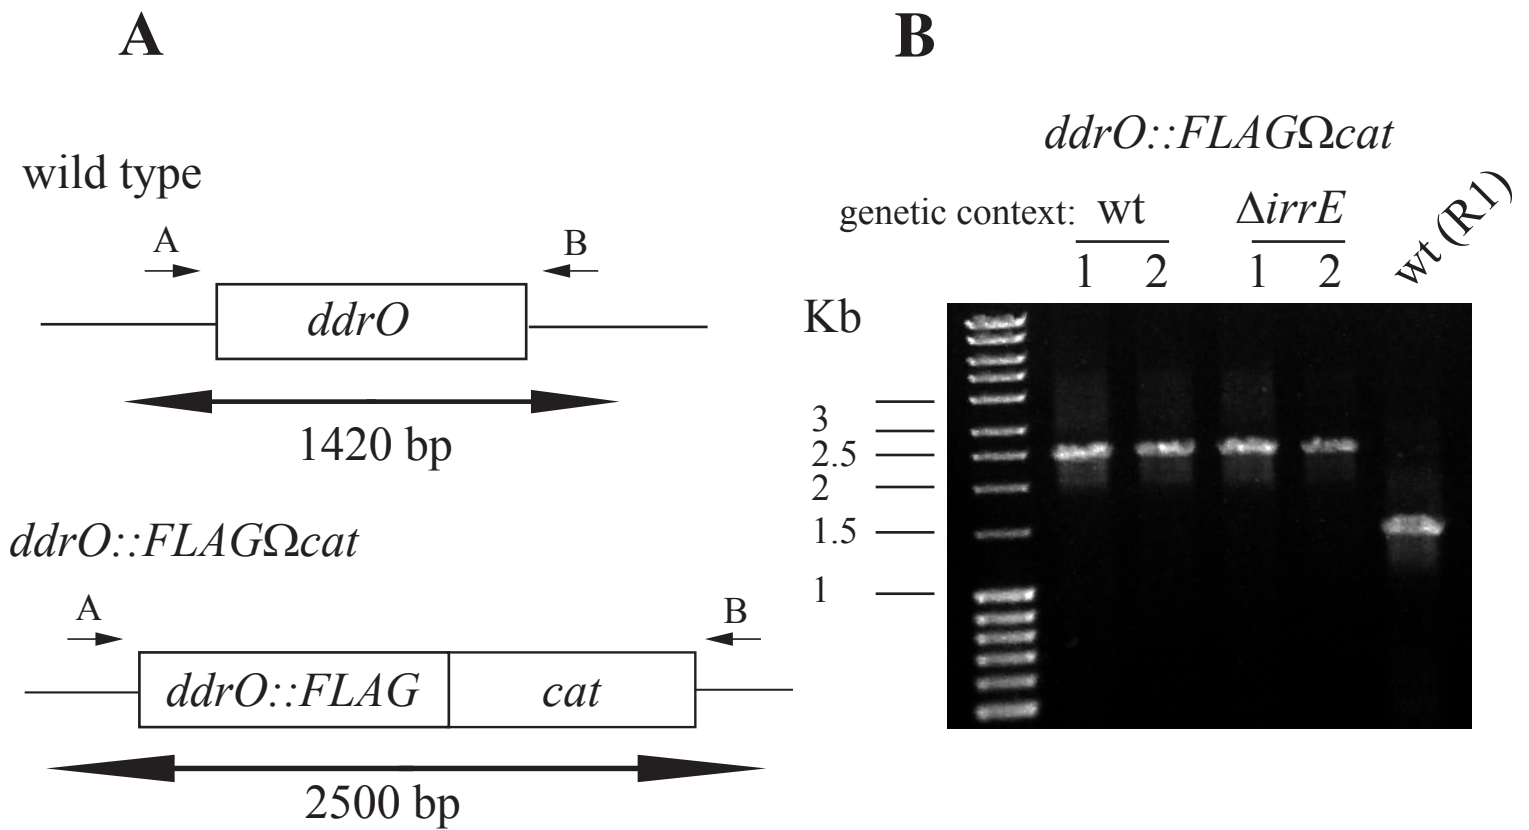 A
wild type
A
B
ddrO
1420 bp
ddrO::FLAGΩcat
A
B
ddrO::FLAG
cat
2500 bp
B
ddrO::FLAGΩcat
genetic context: wt ΔirrE
wt (R1)
1 2 1 2
Kb
3
2.5
2
1.5
1